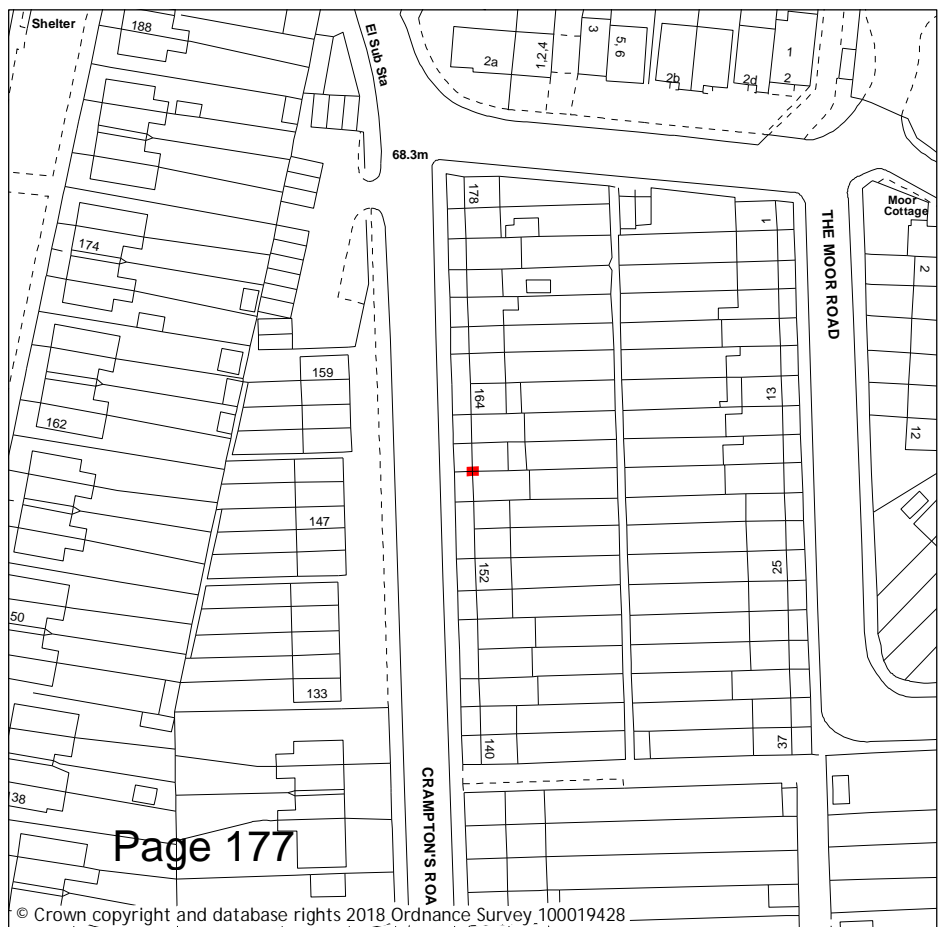 Shelter
188
El Sub Sta
2a
1,2,4
3
5, 6
2b
2d
1
2
68.3m
178
1
Moor
Cottage
THE MOOR ROAD
174
2
159
164
13
162
12
147
152
25
50
133
140
37
138
CRAMPTON'S ROA
Page 177
© Crown copyright and database rights 2018 Ordnance Survey 100019428